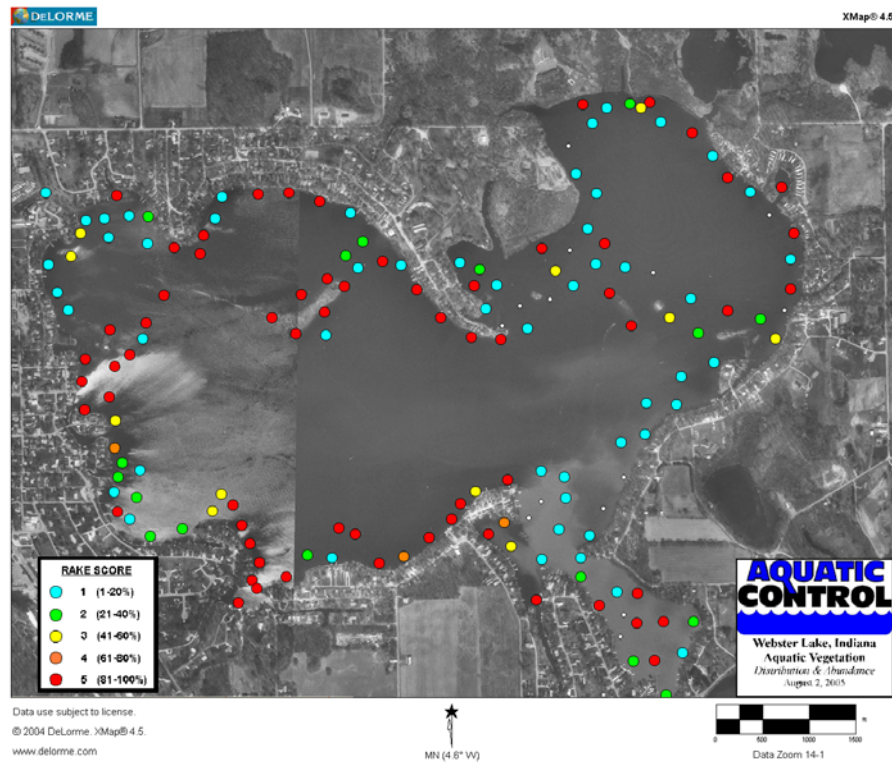 DELORME
XMap® 4.5
RAKE SCORE
1 (1-20%)
2 (21-40%)
3 (41-60%)
4 (61-80%)
5 (81-100%)
AQUATIC
CONTROL
Webster Lake, Indiana
Aquatic Vegetation
Distribution & Abundance
August 2, 2005
Data use subject to license.
© 2004 DeLorme. XMap® 4.5.
www.delorme.com
MN (4.6° W)
ft
0 500 1000 1500
Data Zoom 14-1